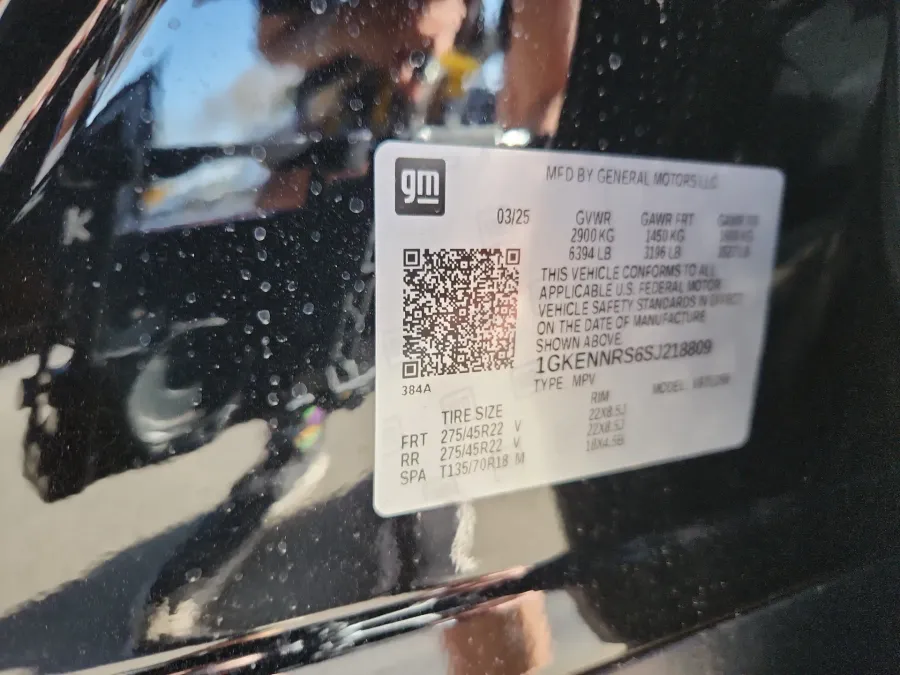 gm
MFD BY GENERAL MOTORS LLC
03/25
GVWR GAWR FRT GAWR
2900 KG 1450 KG
6394 LB 3196 LB
THIS VEHICLE CONFORMS TO ALL
APPLICABLE U.S. FEDERAL MOTOR
VEHICLE SAFETY STANDARDS IN EFFECT
ON THE DATE OF MANUFACTURE
SHOWN ABOVE.
1GKENNRS6SJ218809
TYPE MPV MODEL:
384A
TIRE SIZE RIM
FRT 275/45R22 V 22X8.5J
RR 275/45R22 V 22X8.5J
SPA T135/70R18 M 18X4.5B
K